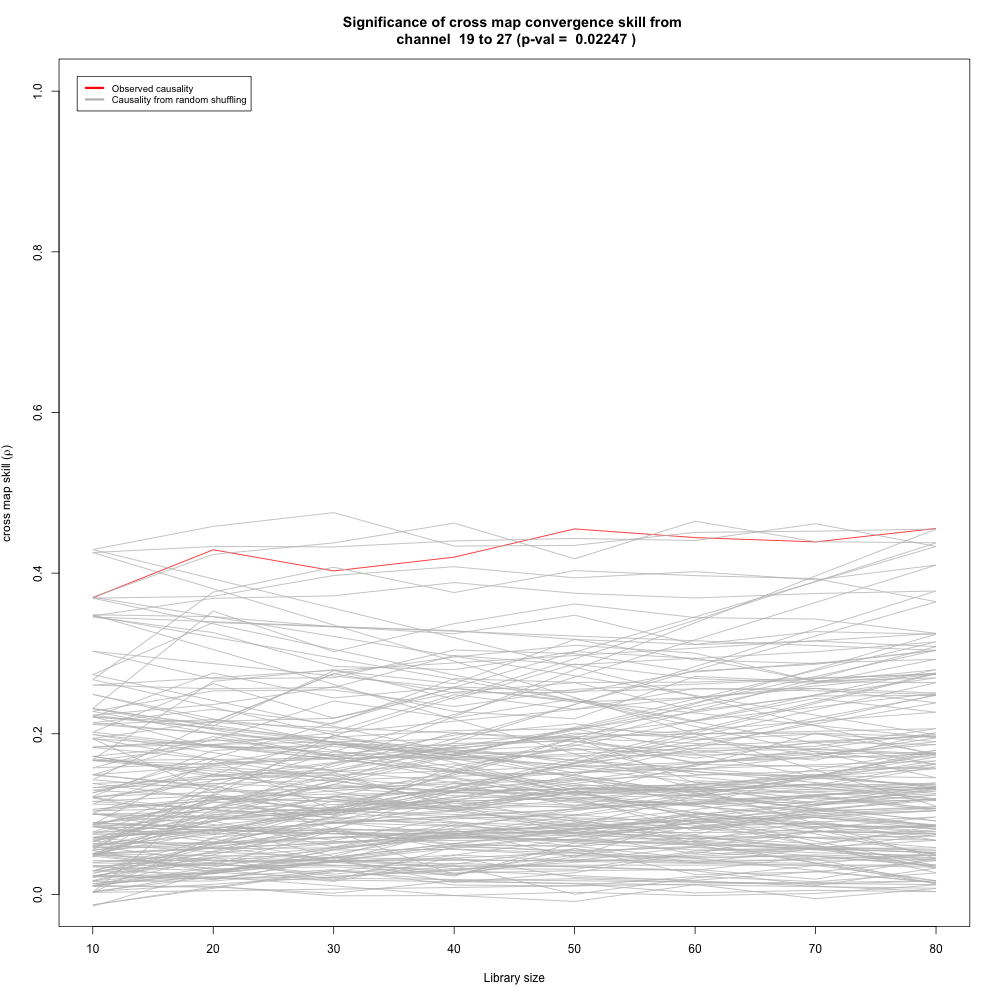 Significance of cross map convergence skill from
channel  19 to 27 (p-val =  0.02247 )
Observed causality
Causality from random shuffling
1.0
0.8
0.6
0.4
0.2
0.0
cross map skill (ρ)
10 20 30 40 50 60 70 80
Library size